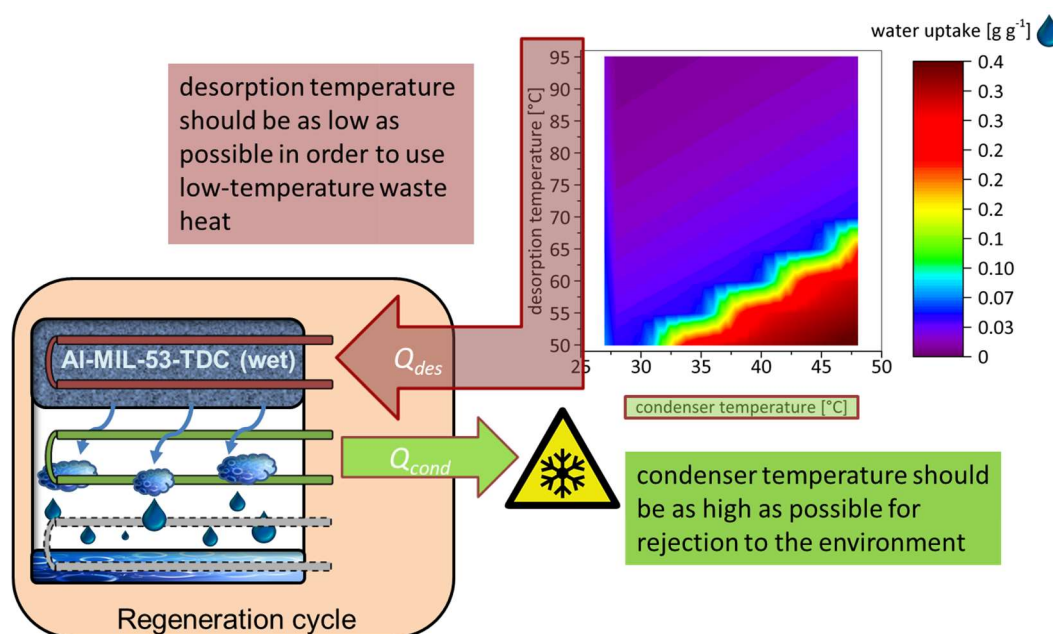 water uptake [g g⁻¹]
desorption temperature
should be as low as
possible in order to use
low-temperature waste
heat
desorption temperature [°C]
95
90
85
80
75
70
65
60
55
50
25
30
35
40
45
50
condenser temperature [°C]
0.4
0.3
0.2
0.2
0.1
0.10
0.07
0.03
0
Al-MIL-53-TDC (wet)
Qdes
Qcond
condenser temperature should
be as high as possible for
rejection to the environment
Regeneration cycle